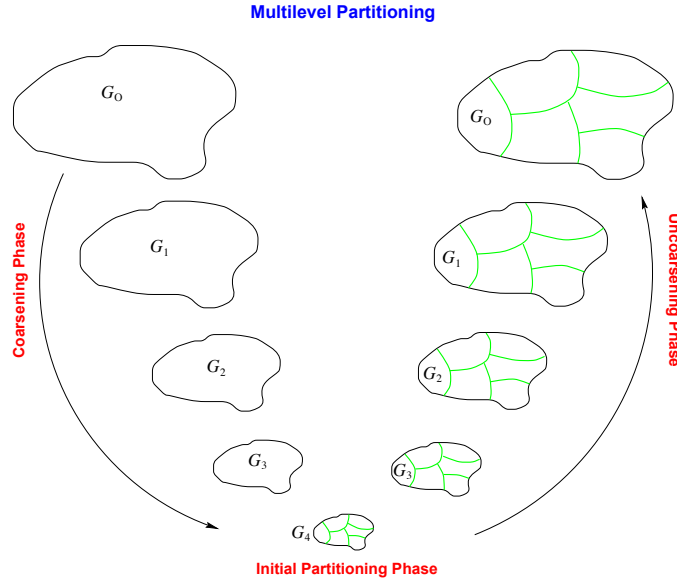 Multilevel Partitioning
G_O
G_O
G_1
G_1
Coarsening Phase
Uncoarsening Phase
G_2
G_2
G_3
G_3
G_4
Initial Partitioning Phase